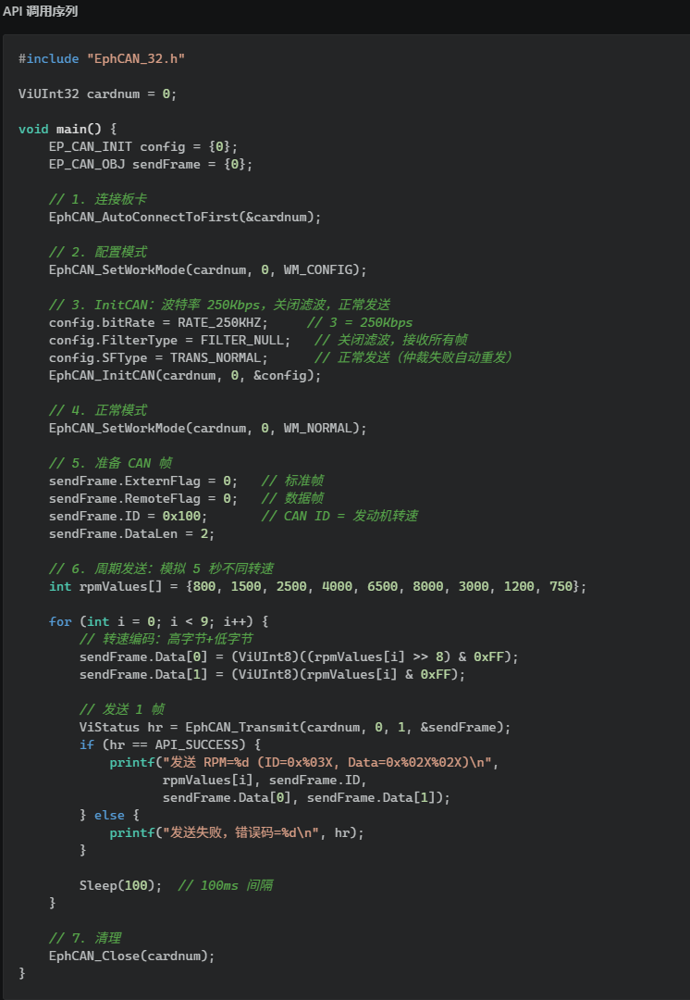 API 调用序列
#include "EphCAN_32.h"
ViUInt32 cardnum = 0;
void main() {
    EP_CAN_INIT config = {0};
    EP_CAN_OBJ sendFrame = {0};
    // 1. 连接板卡
    EphCAN_AutoConnectToFirst(&cardnum);
    // 2. 配置模式
    EphCAN_SetWorkMode(cardnum, 0, WM_CONFIG);
    // 3. InitCAN：波特率 250Kbps，关闭滤波，正常发送
    config.bitRate = RATE_250KHZ;     // 3 = 250Kbps
    config.FilterType = FILTER_NULL;   // 关闭滤波，接收所有帧
    config.SFType = TRANS_NORMAL;      // 正常发送（仲裁失败自动重发）
    EphCAN_InitCAN(cardnum, 0, &config);
    // 4. 正常模式
    EphCAN_SetWorkMode(cardnum, 0, WM_NORMAL);
    // 5. 准备 CAN 帧
    sendFrame.ExternFlag = 0;   // 标准帧
    sendFrame.RemoteFlag = 0;   // 数据帧
    sendFrame.ID = 0x100;       // CAN ID = 发动机转速
    sendFrame.DataLen = 2;
    // 6. 周期发送：模拟 5 秒不同转速
    int rpmValues[] = {800, 1500, 2500, 4000, 6500, 8000, 3000, 1200, 750};
    for (int i = 0; i < 9; i++) {
        // 转速编码：高字节+低字节
        sendFrame.Data[0] = (ViUInt8)((rpmValues[i] >> 8) & 0xFF);
        sendFrame.Data[1] = (ViUInt8)(rpmValues[i] & 0xFF);
        // 发送 1 帧
        ViStatus hr = EphCAN_Transmit(cardnum, 0, 1, &sendFrame);
        if (hr == API_SUCCESS) {
            printf("发送 RPM=%d (ID=0x%03X, Data=0x%02X%02X)\n",
                   rpmValues[i], sendFrame.ID,
                   sendFrame.Data[0], sendFrame.Data[1]);
        } else {
            printf("发送失败，错误码=%d\n", hr);
        }
        Sleep(100);  // 100ms 间隔
    }
    // 7. 清理
    EphCAN_Close(cardnum);
}